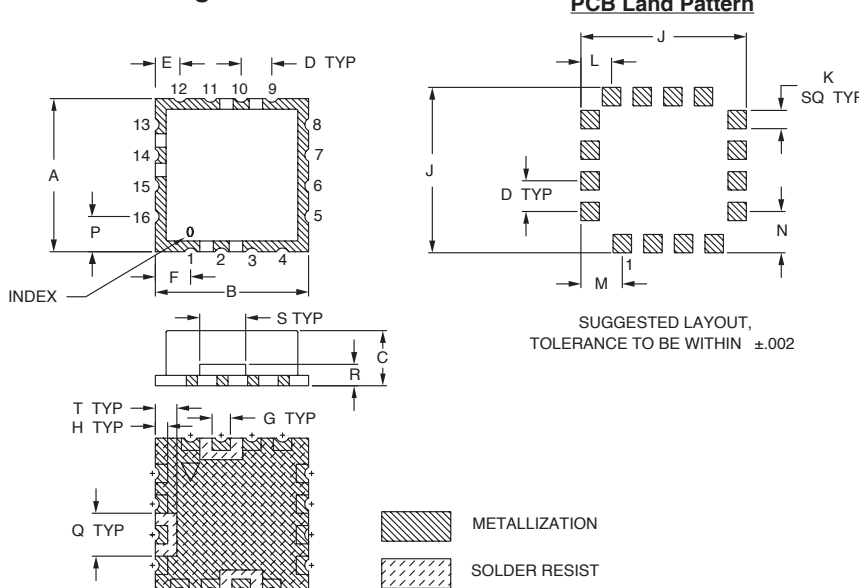 PCB Land Pattern
E
D TYP
12 11 10 9
13
14
15
16
8
7
6
5
A
P
0
1 2 3 4
F
B
INDEX
S TYP
C
R
T TYP
H TYP
G TYP
Q TYP
J
L
K
SQ TYP
J
D TYP
N
1
M
SUGGESTED LAYOUT,
TOLERANCE TO BE WITHIN ±.002
METALLIZATION
SOLDER RESIST